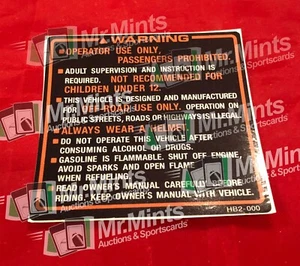 WARNING
OPERATOR USE ONLY,
PASSENGERS PROHIBITED.
ADULT SUPERVISION AND INSTRUCTION IS
REQUIRED. NOT RECOMMENDED FOR
CHILDREN UNDER 12.
THIS VEHICLE IS DESIGNED AND MANUFACTURED
FOR OFF-ROAD USE ONLY. OPERATION ON
PUBLIC STREETS, ROADS OR HIGHWAYS IS ILLEGAL.
ALWAYS WEAR A HELMET.
DO NOT OPERATE THIS VEHICLE AFTER
CONSUMING ALCOHOL OR DRUGS.
GASOLINE IS FLAMMABLE. SHUT OFF ENGINE,
AVOID SPARKS AND OPEN FLAME
WHEN REFUELING.
READ OWNER'S MANUAL CAREFULLY BEFORE
RIDING. KEEP OWNER'S MANUAL WITH VEHICLE.
HB2-000
Mr.Mints
Auctions & Sportscards